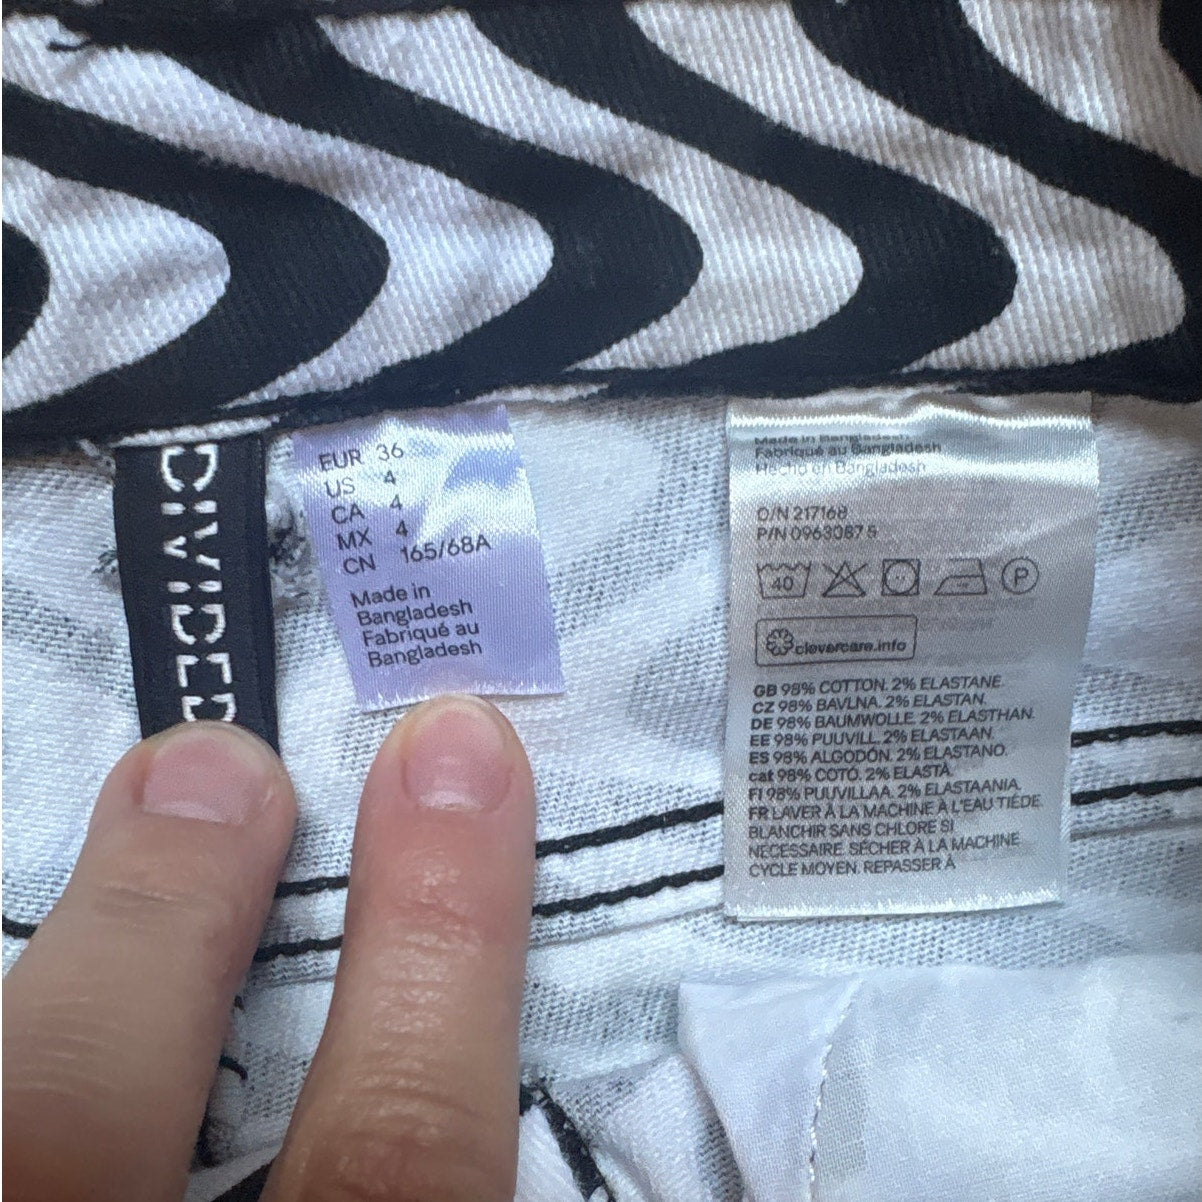 DIVIDED
EUR 36
US 4
CA 4
MX 4
CN 165/68A
Made in
Bangladesh
Fabriqué au
Bangladesh
Made in Bangladesh
Fabriqué au Bangladesh
Hecho en Bangladesh
O/N 217168
P/N 09630875
40
P
clevercare.info
GB 98% COTTON. 2% ELASTANE.
CZ 98% BAVLNA. 2% ELASTAN.
DE 98% BAUMWOLLE. 2% ELASTHAN.
EE 98% PUUVILL. 2% ELASTAAN.
ES 98% ALGODÓN. 2% ELASTANO.
cat 98% COTÓ. 2% ELASTÀ.
FI 98% PUUVILLAA. 2% ELASTAANIA.
FR LAVER À LA MACHINE À L'EAU TIÈDE.
BLANCHIR SANS CHLORE SI
NÉCESSAIRE. SÉCHER À LA MACHINE
CYCLE MOYEN. REPASSER À